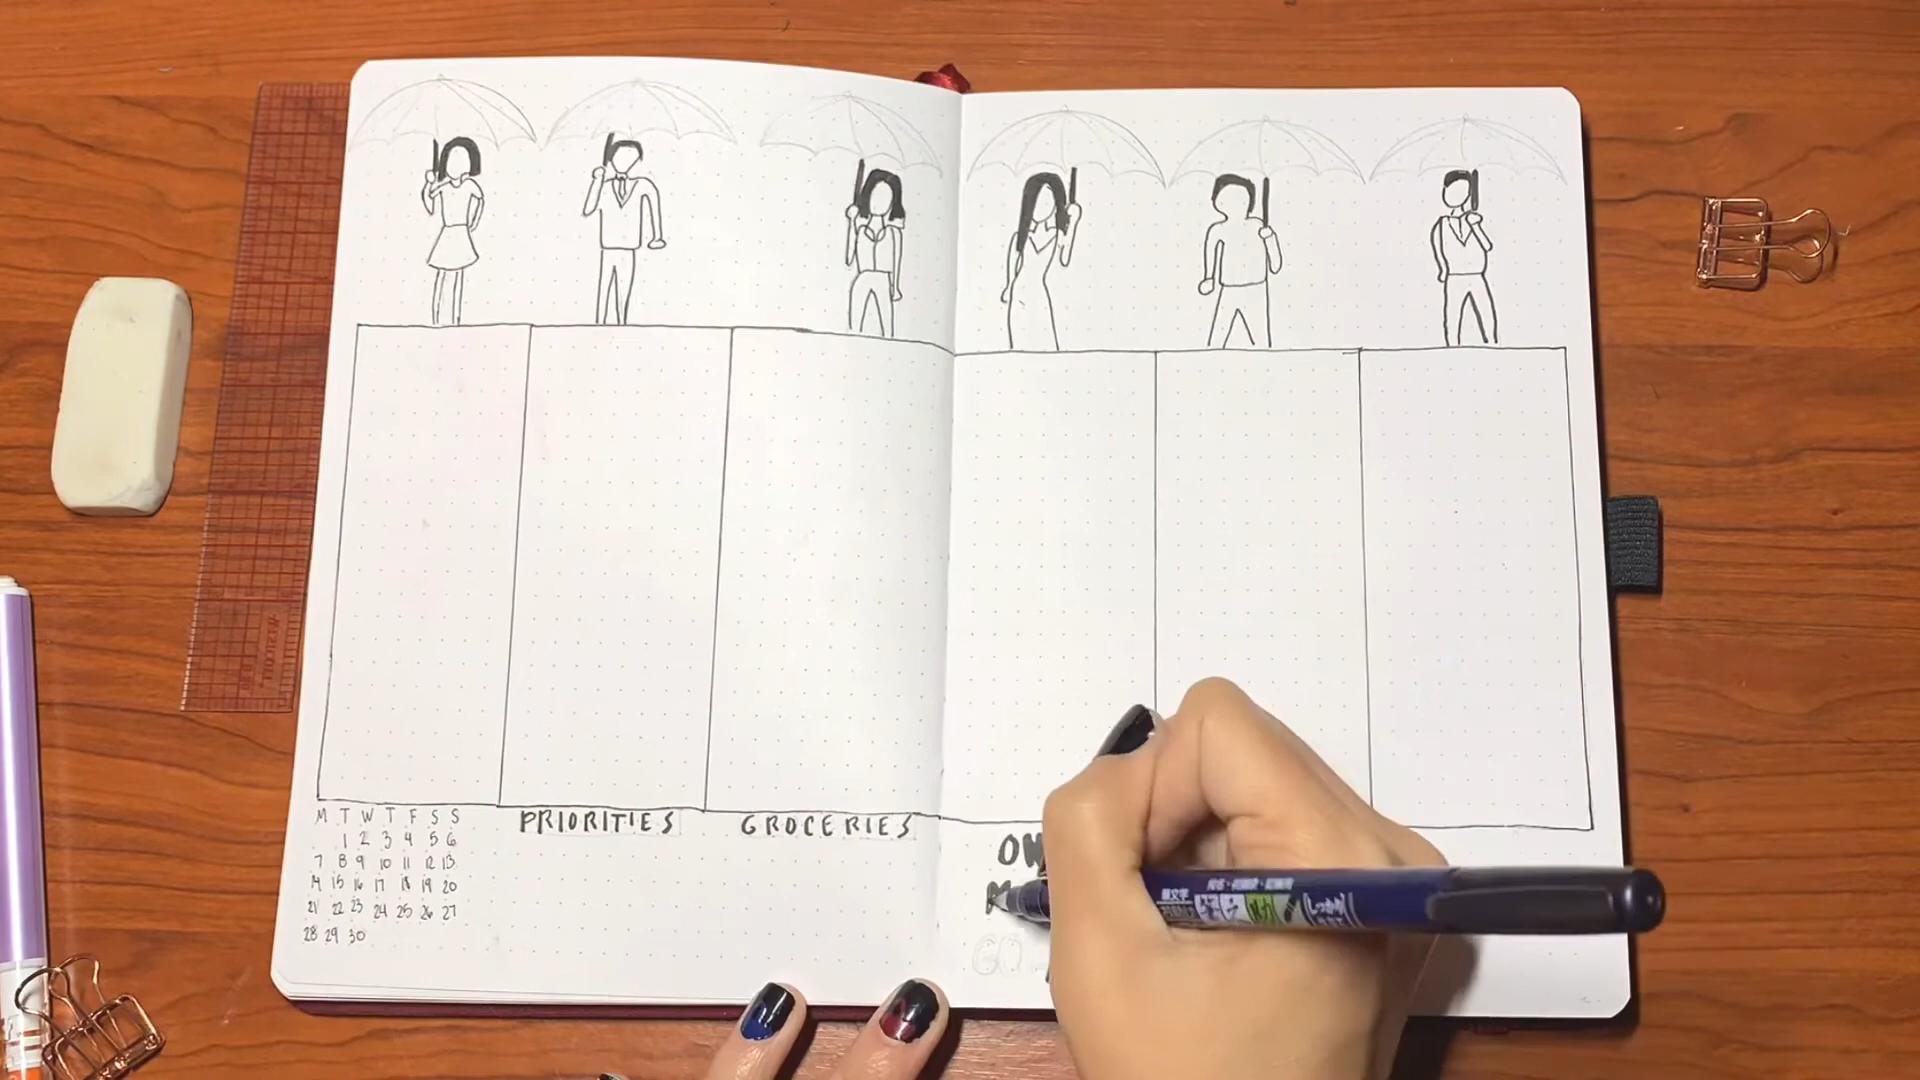 M T W T F S S
1 2 3 4 5 6
7 8 9 10 11 12 13
14 15 16 17 18 19 20
21 22 23 24 25 26 27
28 29 30
PRIORITIES
GROCERIES
GO